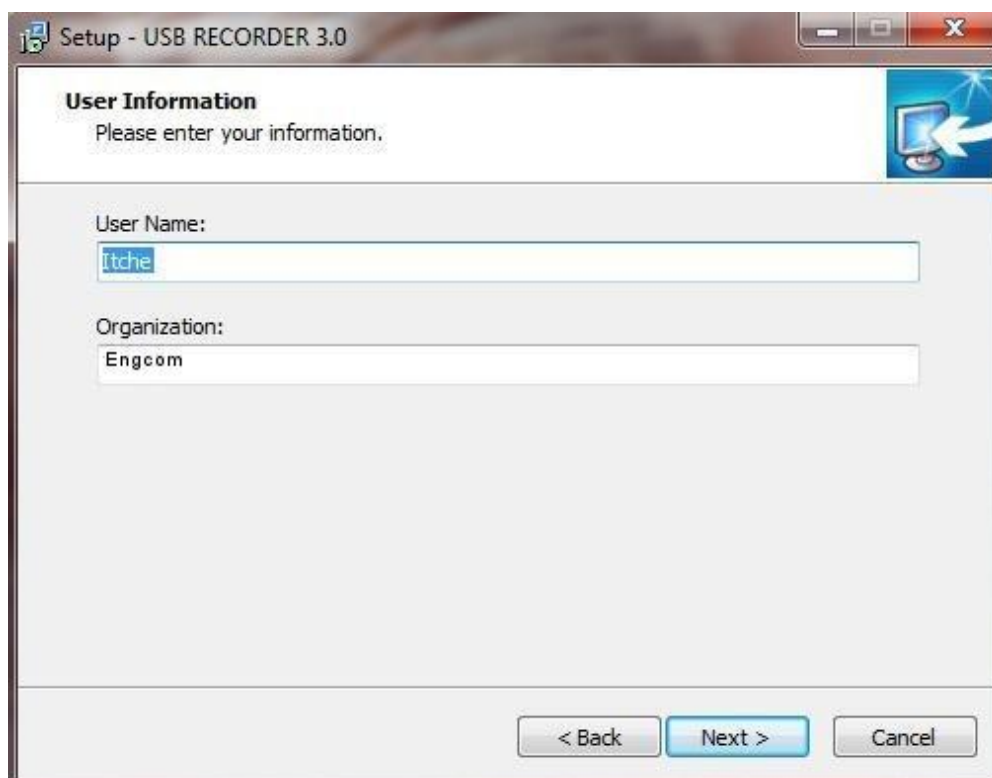 Setup - USB RECORDER 3.0
User Information
Please enter your information.
User Name:
Itche
Organization:
Engcom
< Back Next > Cancel